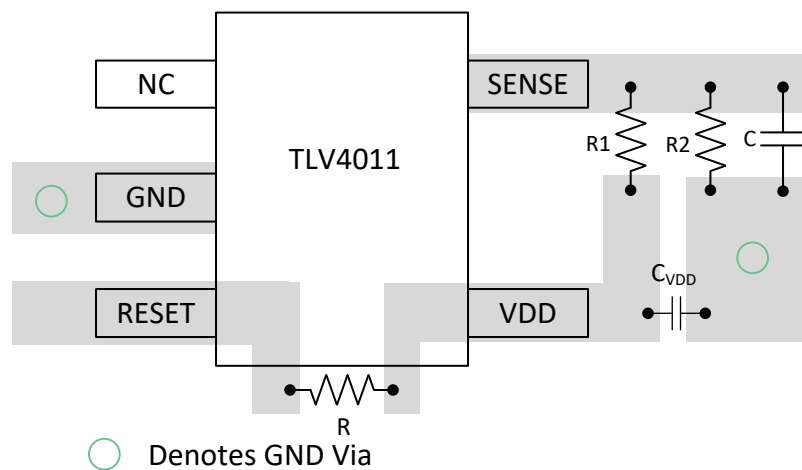 NC
SENSE
TLV4011
R1
R2
C
GND
RESET
VDD
CVDD
R
Denotes GND Via